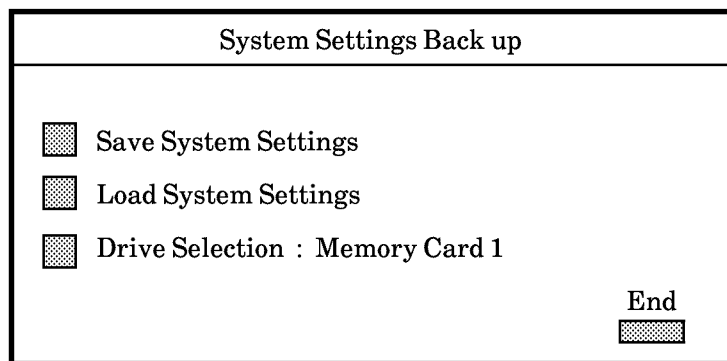 System Settings Back up
Save System Settings
Load System Settings
Drive Selection : Memory Card 1
End